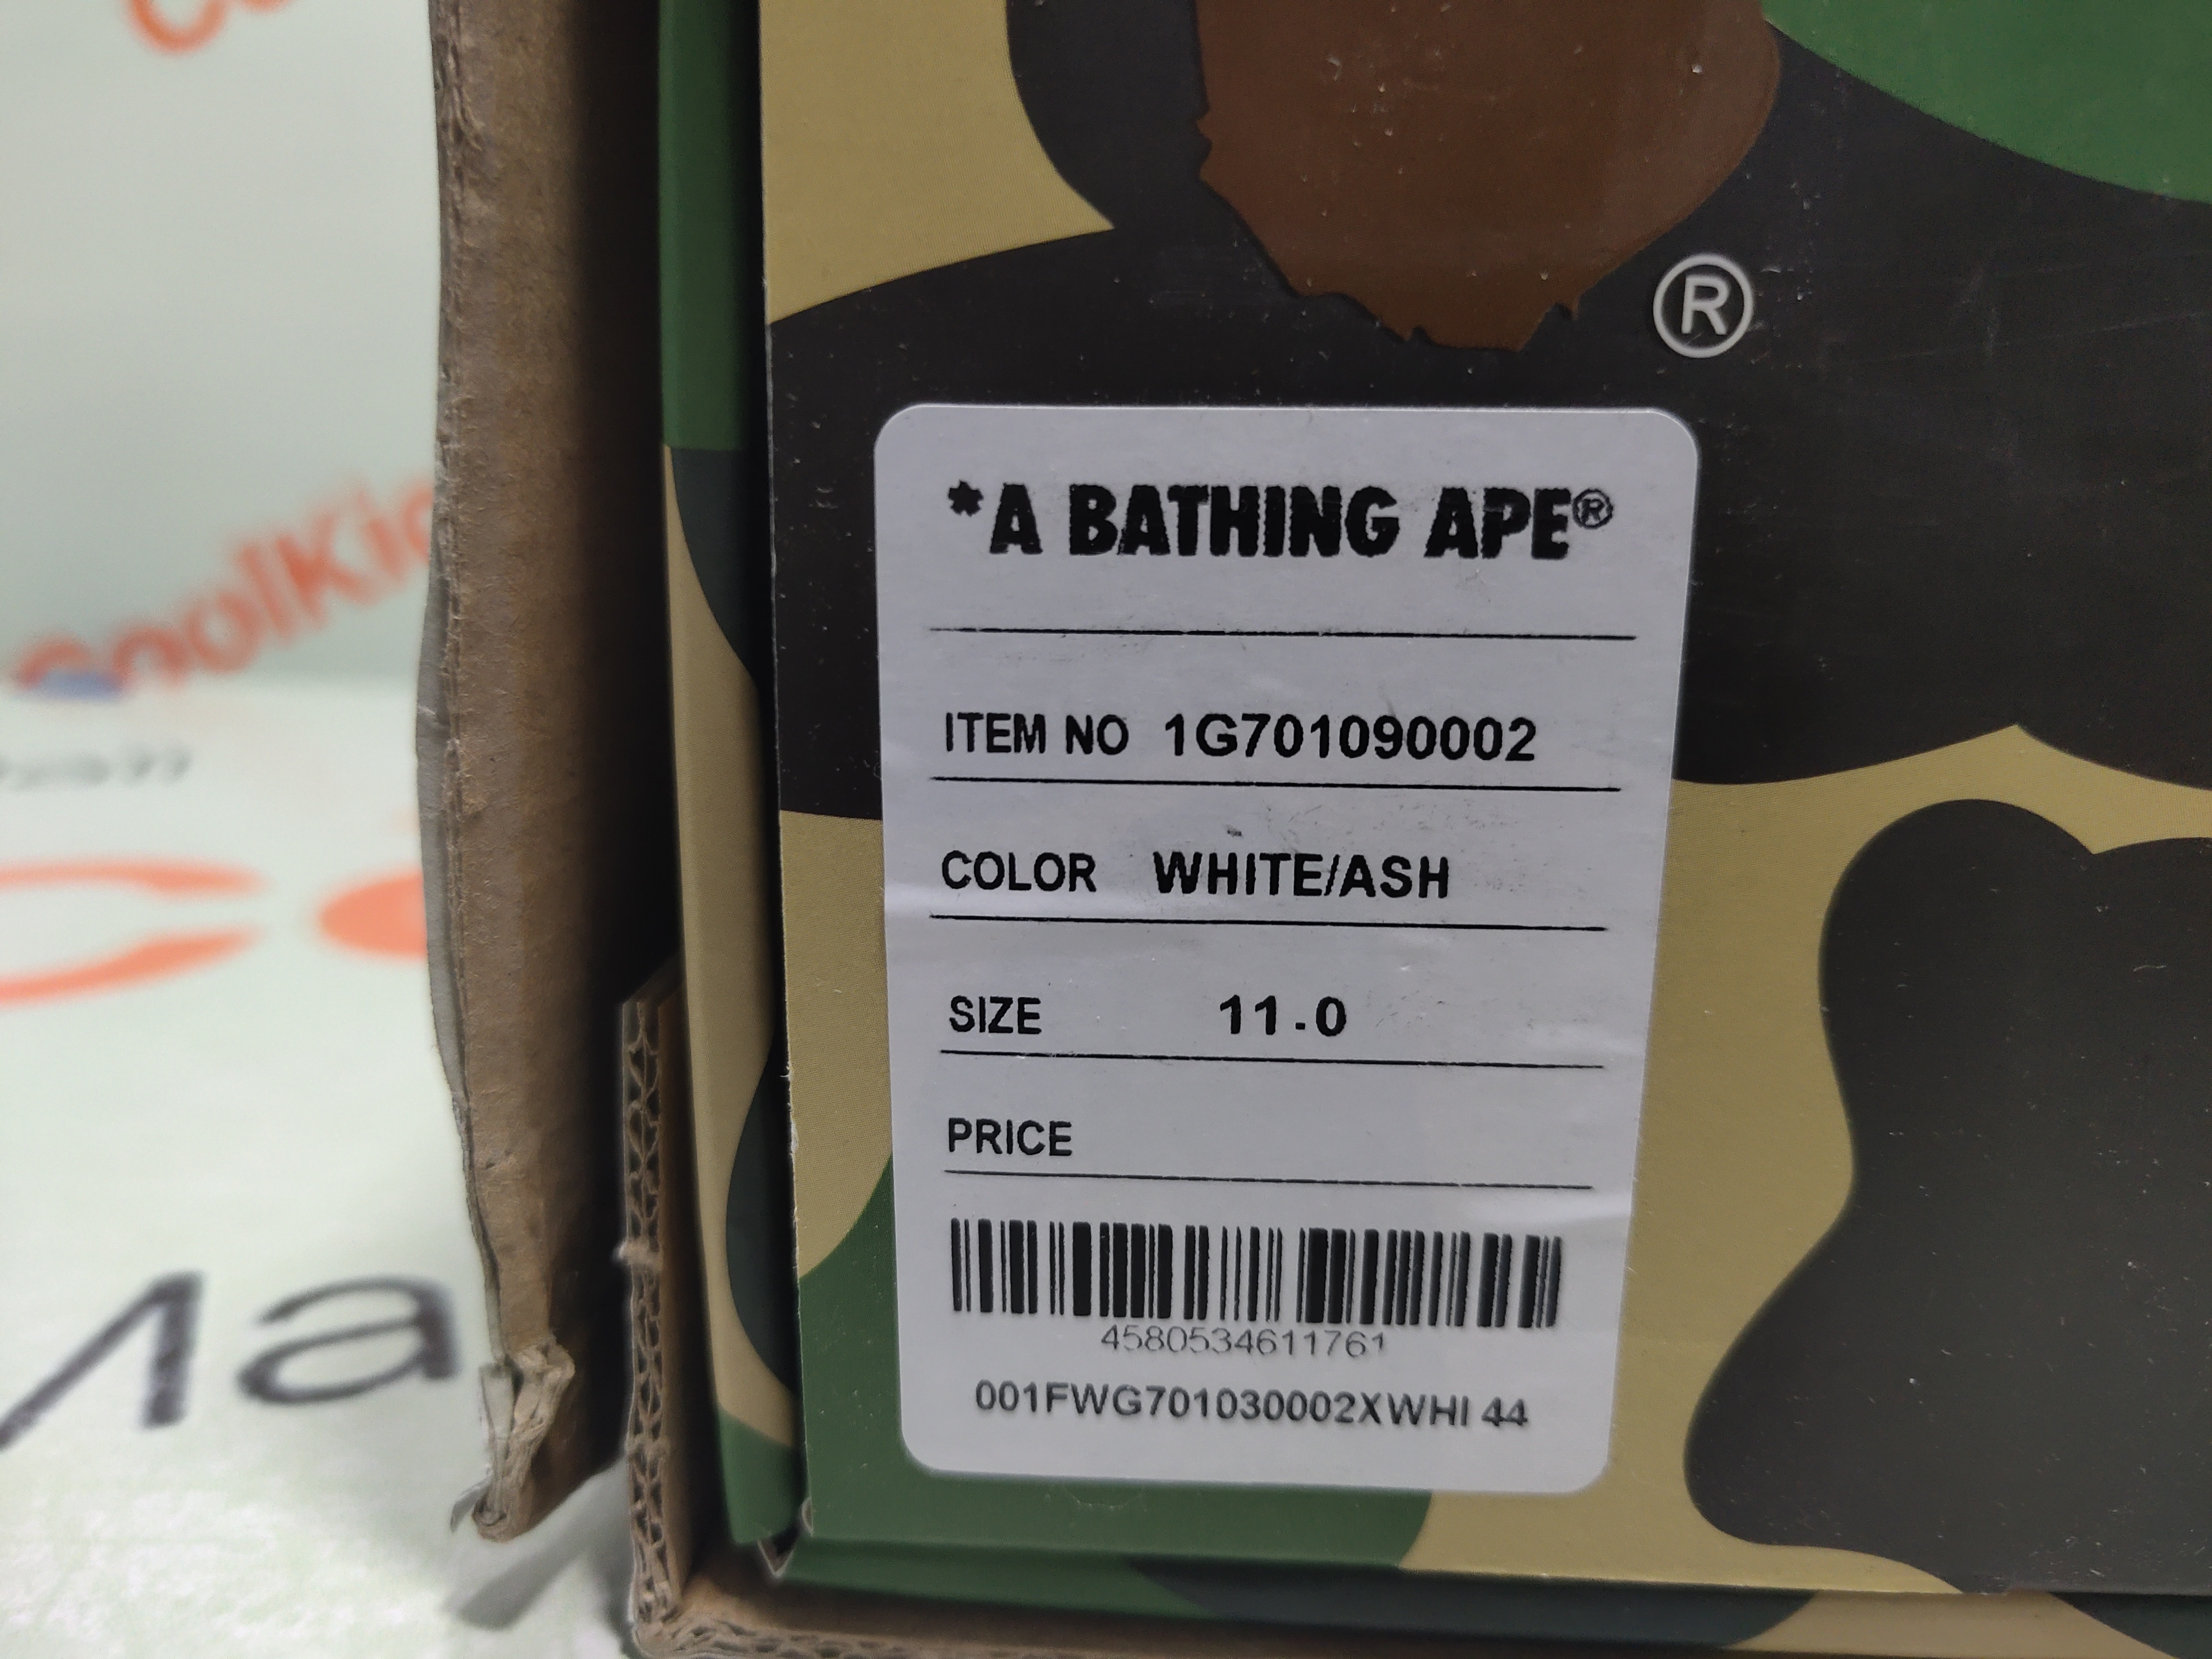 ®
*A BATHING APE®
ITEM NO 1G701090002
COLOR WHITE/ASH
SIZE 11.0
PRICE
4580534611761
001FWG701030002XWHI 44